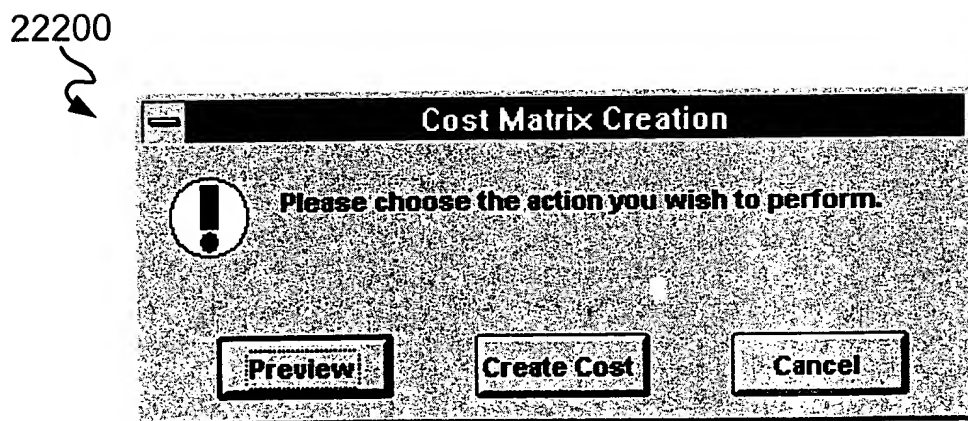 22200
Cost Matrix Creation
Please choose the action you wish to perform.
Preview Create Cost Cancel